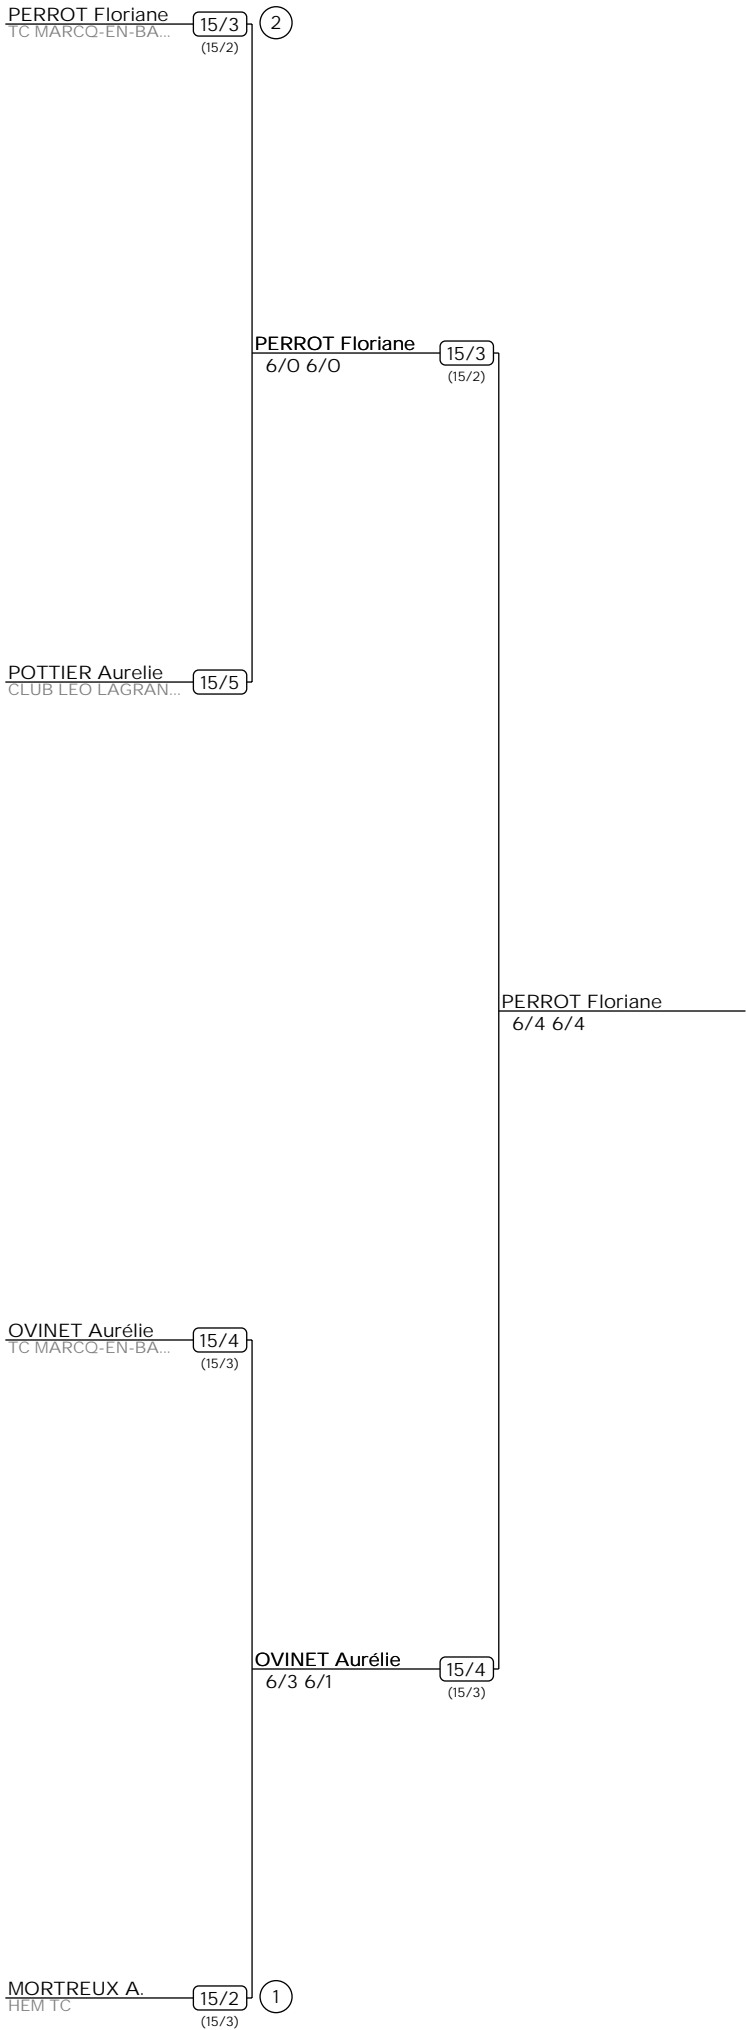 PERROT Floriane 15/3 2
TC MARCQ-EN-BA...
(15/2)
PERROT Floriane 15/3
6/0 6/0
(15/2)
POTTIER Aurelie 15/5
CLUB LEO LAGRAN...
PERROT Floriane
6/4 6/4
OVINET Aurélie 15/4
TC MARCQ-EN-BA...
(15/3)
OVINET Aurélie 15/4
6/3 6/1
(15/3)
MORTREUX A. 15/2 1
HEM TC
(15/3)